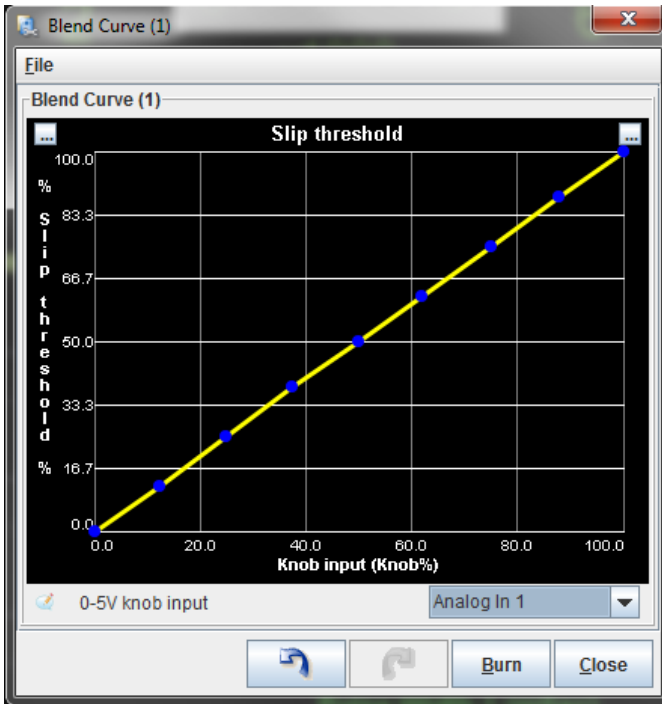 Blend Curve (1)
File
Blend Curve (1)
...
Slip threshold
...
% Slip threshold %
100.0
83.3
66.7
50.0
33.3
16.7
0.0
0.0 20.0 40.0 60.0 80.0 100.0
Knob input (Knob%)
0-5V knob input
Analog In 1
Burn
Close